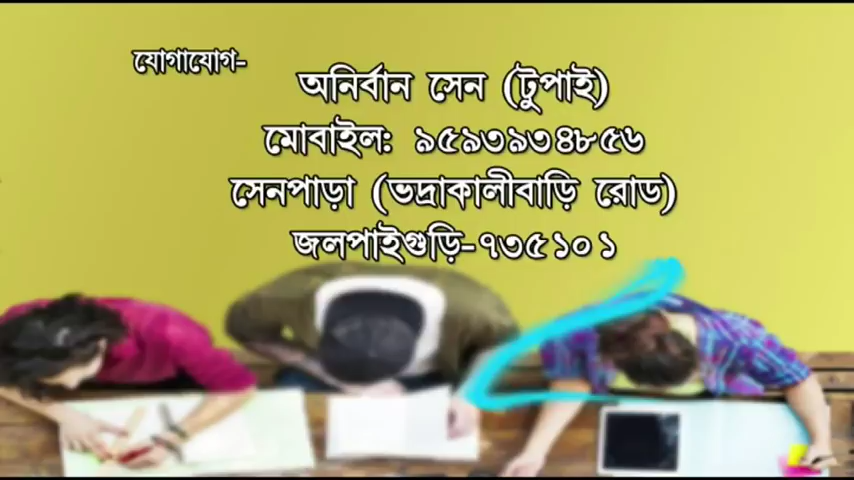 যোগাযোগ-
অনির্বান সেন (টুপাই)
মোবাইল: ৯৫৯৩৯৩৪৮৫৬
সেনপাড়া (ভদ্রাকালীবাড়ি রোড)
জলপাইগুড়ি-৭৩৫১০১